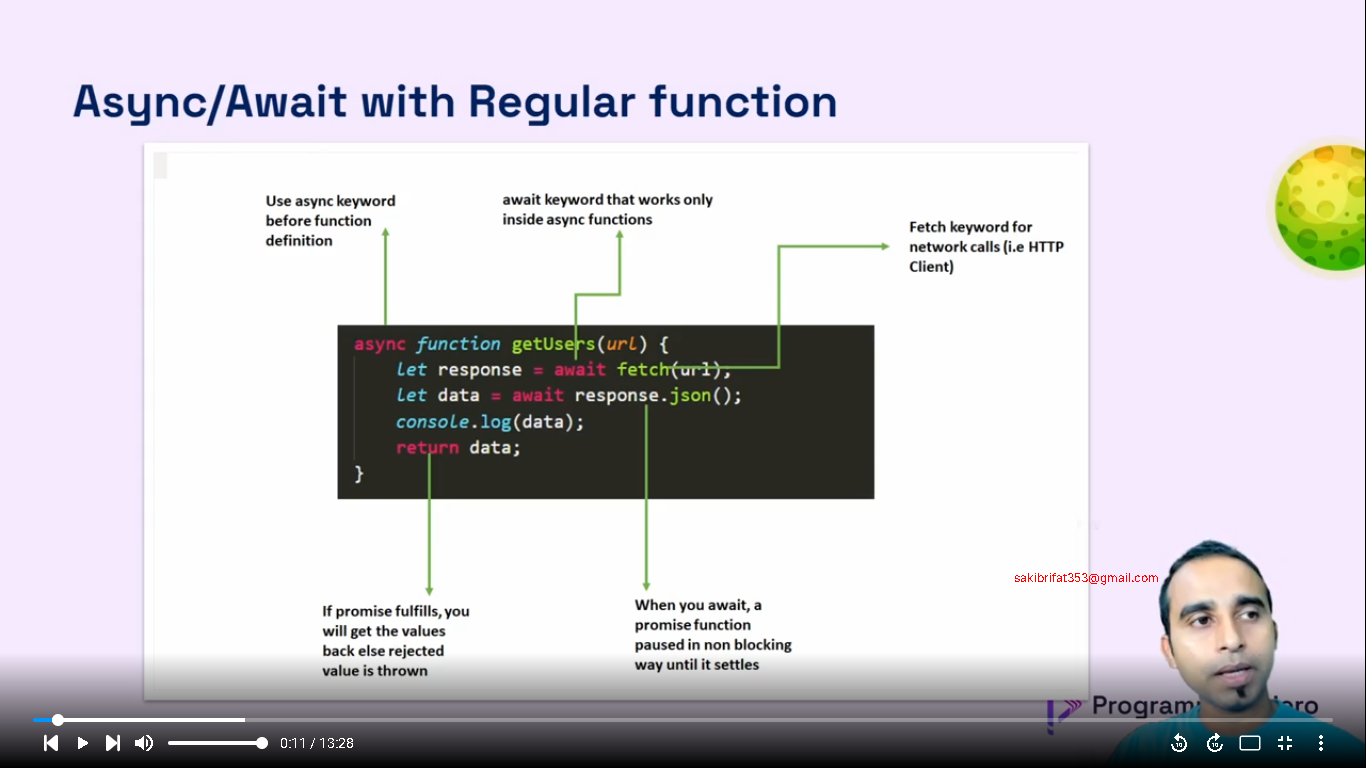 Async/Await with Regular function
Use async keyword
before function
definition
await keyword that works only
inside async functions
Fetch keyword for
network calls (i.e HTTP
Client)
async function getUsers(url) {
let response = await fetch(url);
let data = await response.json();
console.log(data);
return data;
}
If promise fulfills, you
will get the values
back else rejected
value is thrown
When you await, a
promise function
paused in non blocking
way until it settles
sakibrifat353@gmail.com
0:11 / 13:28
10
10